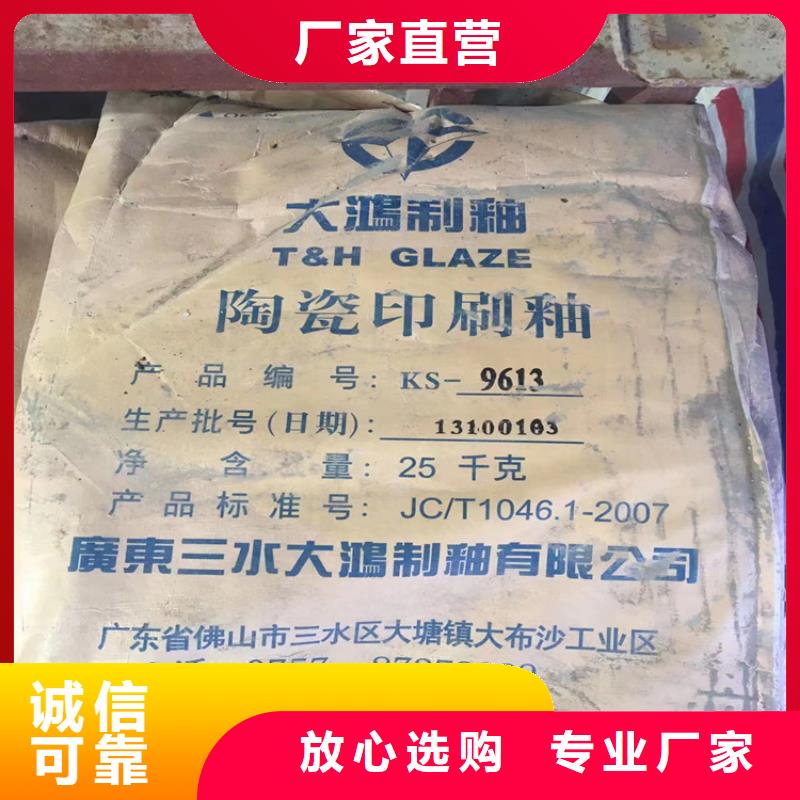 厂家直营
OPEN
大鴻制釉
T&H GLAZE
陶瓷印刷釉
产品编号: KS-9613
生产批号(日期): 13100103
净含量: 25 千克
产品标准号: JC/T1046.1-2007
廣東三水大鴻制釉有限公司
广东省佛山市三水区大塘镇大布沙工业区
0757
诚信
可靠
放心选购 专业厂家